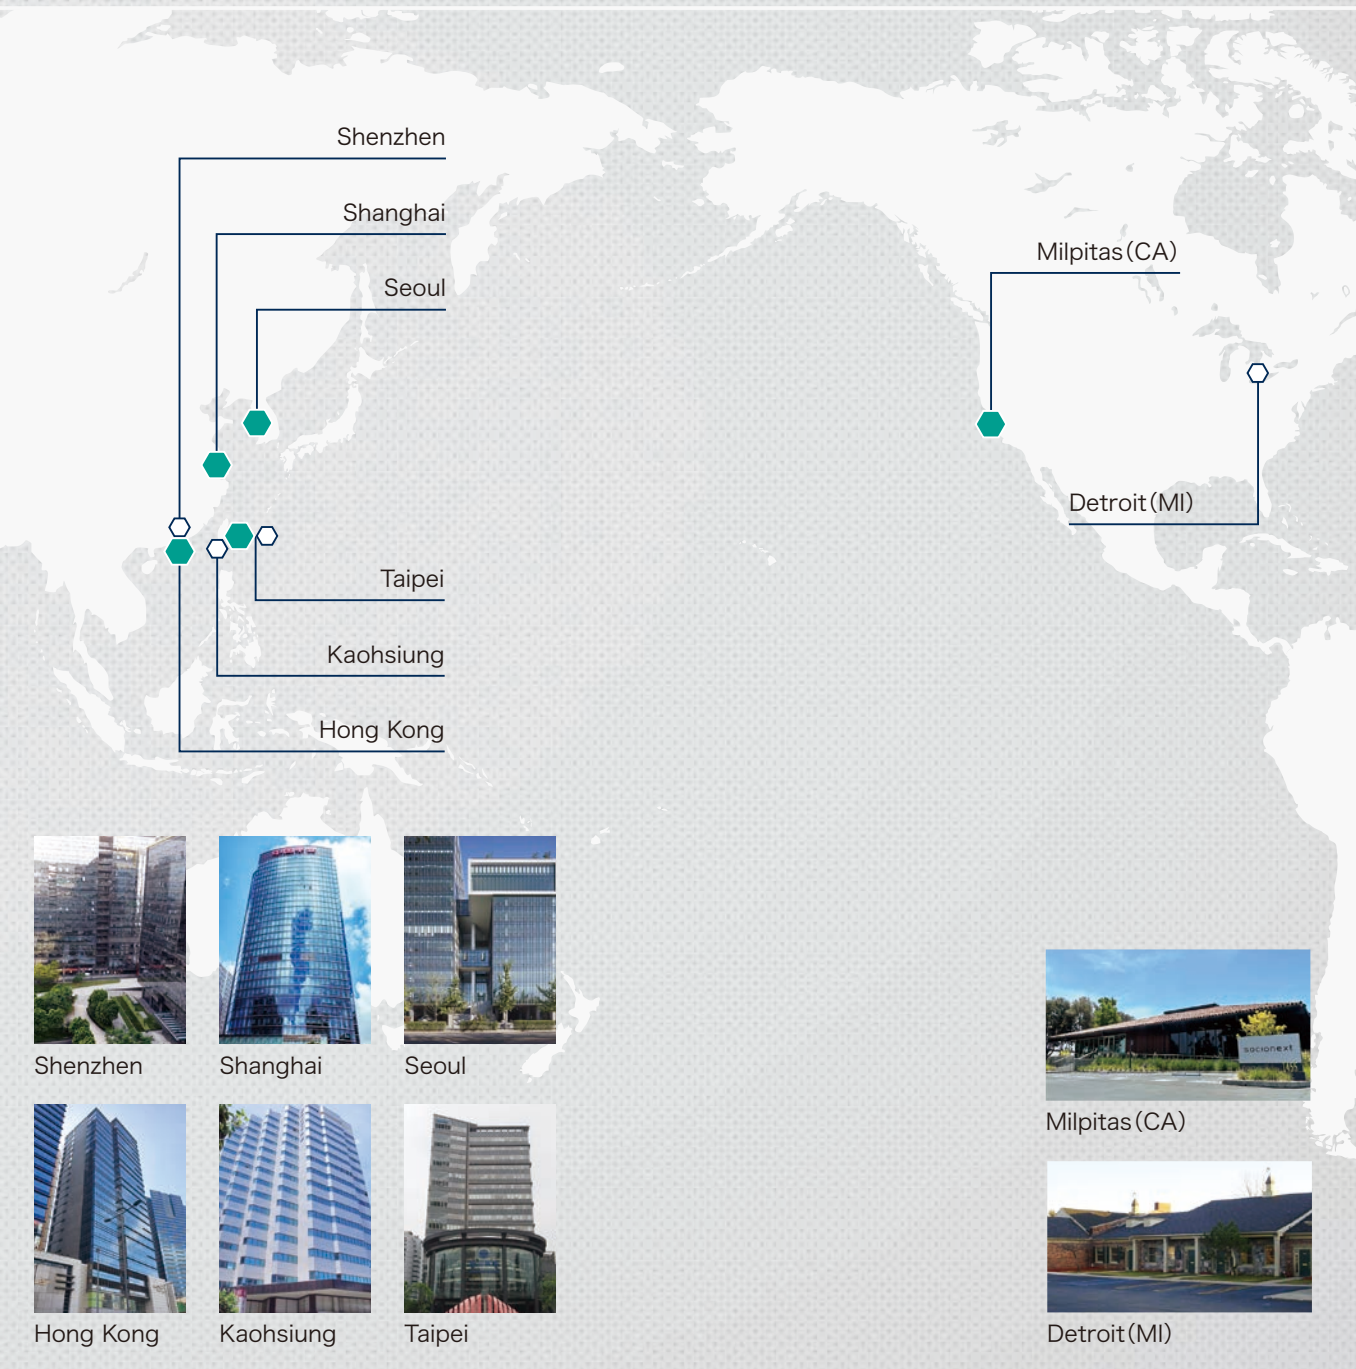 Shenzhen
Shanghai
Seoul
Milpitas(CA)
Detroit(MI)
Taipei
Kaohsiung
Hong Kong
Shenzhen
Shanghai
Seoul
socionext
Milpitas(CA)
Hong Kong
Kaohsiung
Taipei
Detroit(MI)